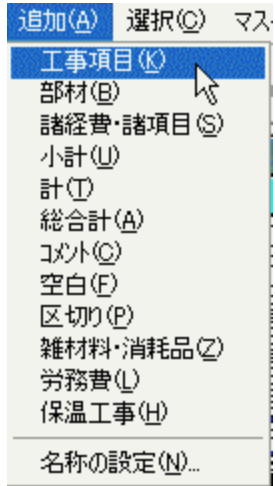 追加(A) 選択(C) マス
工事項目(K)
部材(B)
諸経費・諸項目(S)
小計(U)
計(T)
総合計(A)
コメント(C)
空白(F)
区切り(P)
雑材料・消耗品(Z)
労務費(L)
保温工事(H)
名称の設定(N)...